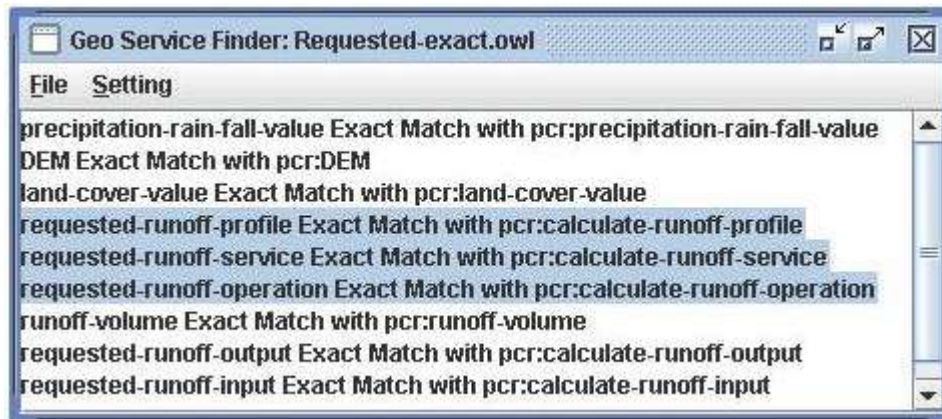 Geo Service Finder: Requested-exact.owl
File Setting
precipitation-rain-fall-value Exact Match with pcr:precipitation-rain-fall-value
DEM Exact Match with pcr:DEM
land-cover-value Exact Match with pcr:land-cover-value
requested-runoff-profile Exact Match with pcr:calculate-runoff-profile
requested-runoff-service Exact Match with pcr:calculate-runoff-service
requested-runoff-operation Exact Match with pcr:calculate-runoff-operation
runoff-volume Exact Match with pcr:runoff-volume
requested-runoff-output Exact Match with pcr:calculate-runoff-output
requested-runoff-input Exact Match with pcr:calculate-runoff-input